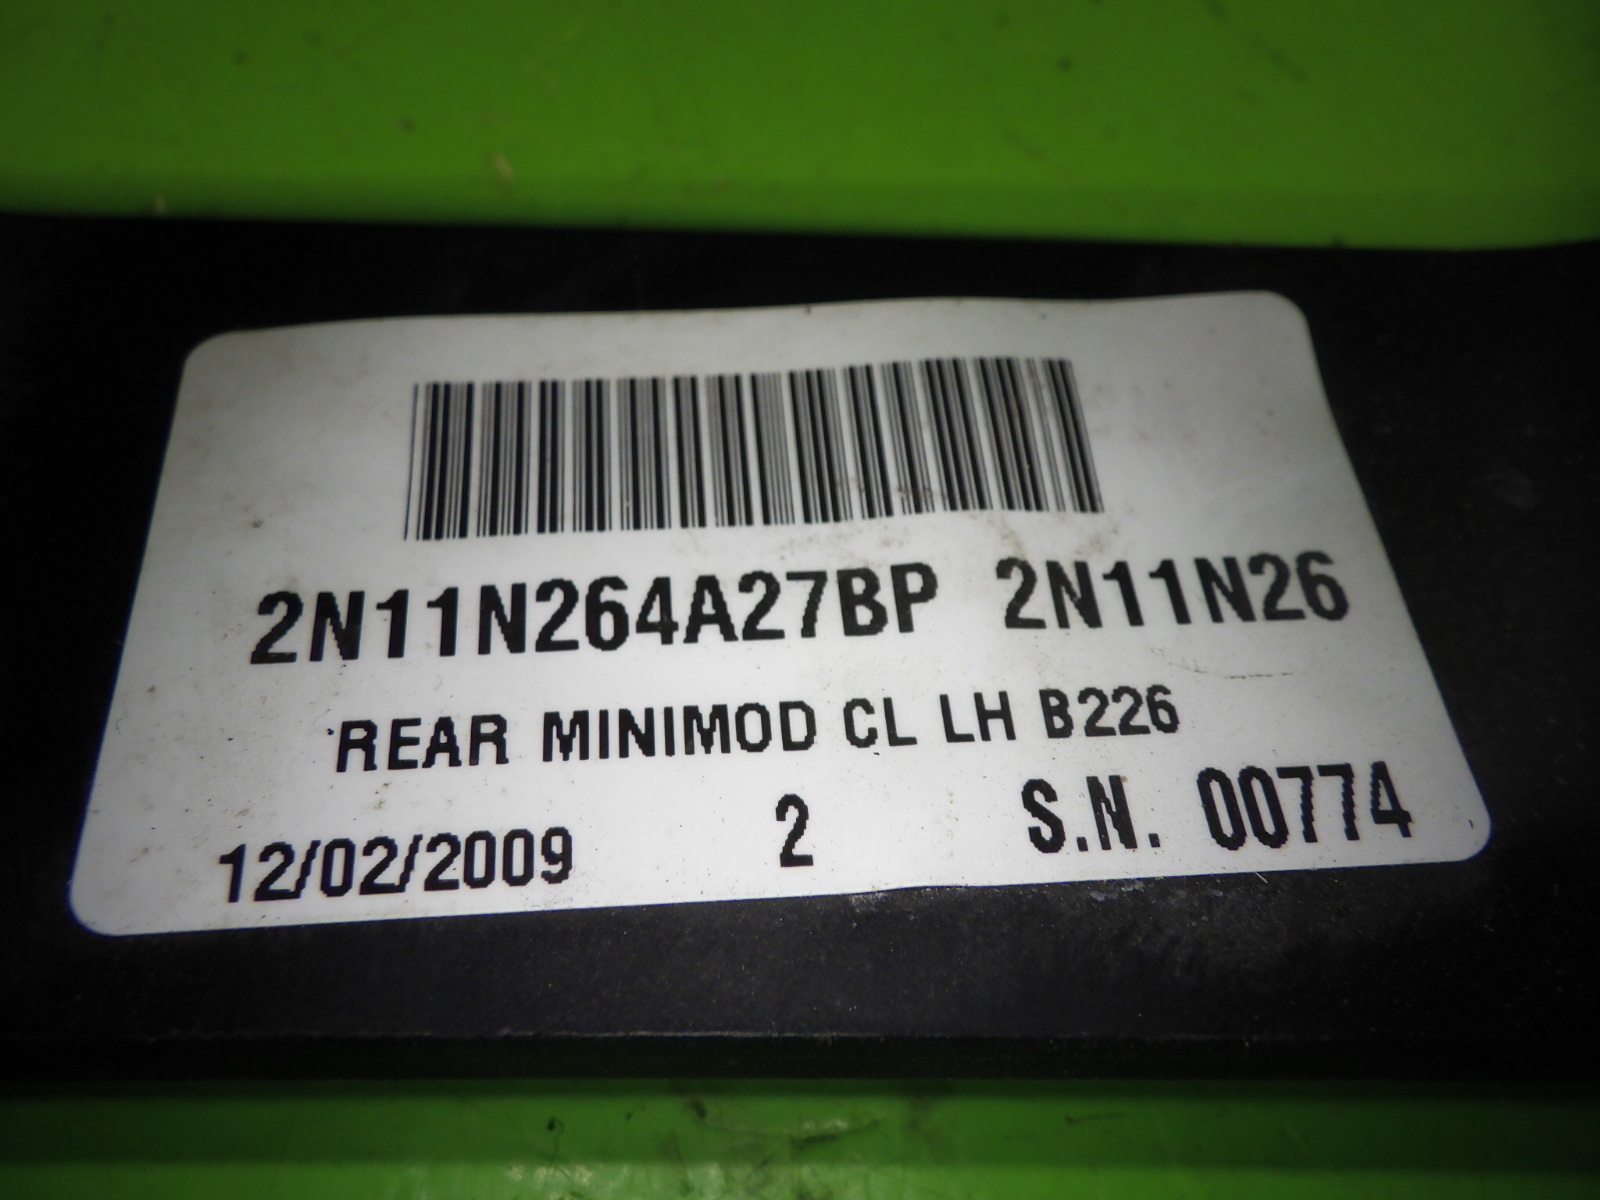 2N11N264A27BP 2N11N26
REAR MINIMOD CL LH B226
12/02/2009 2 S.N. 00774